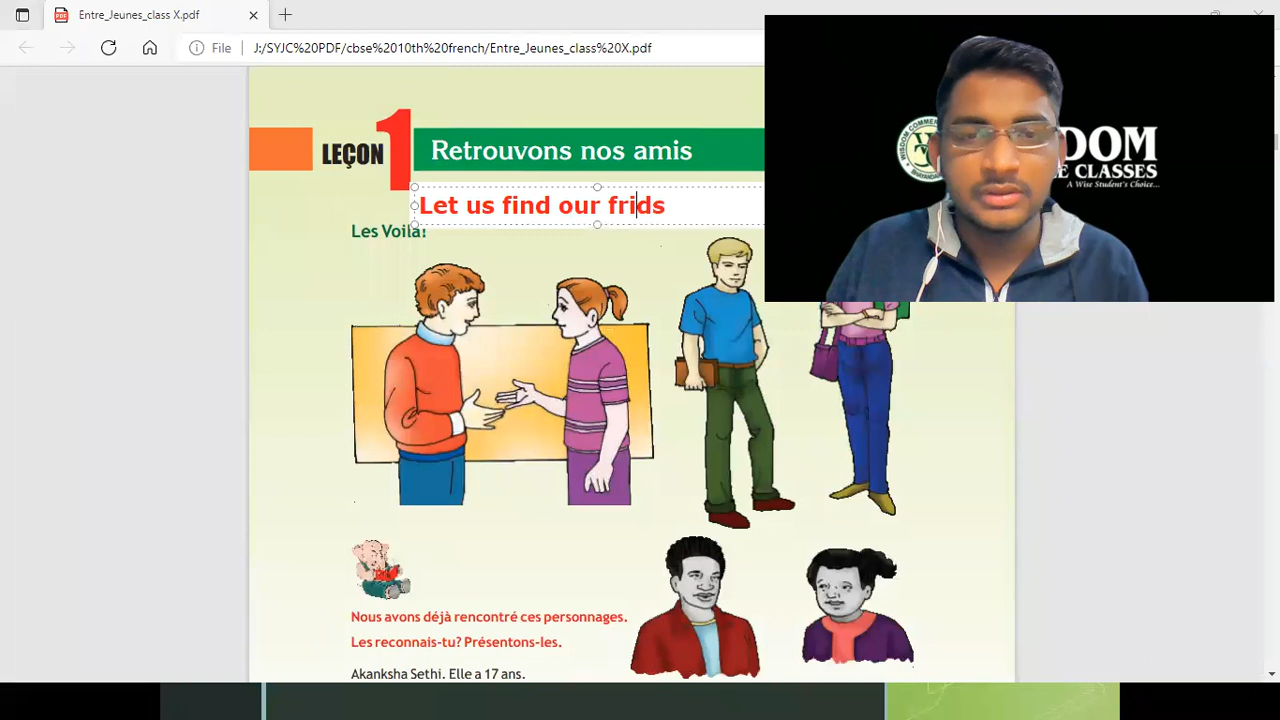 Entre_Jeunes_class X.pdf
File
J:/SYJC%20PDF/cbse%2010th%20french/Entre_Jeunes_class%20X.pdf
LEÇON 1
Retrouvons nos amis
Let us find our frids
Les Voilà!
DOM
E CLASSES
A Wise Student's Choice...
Nous avons déjà rencontré ces personnages.
Les reconnais-tu? Présentons-les.
Akanksha Sethi. Elle a 17 ans.